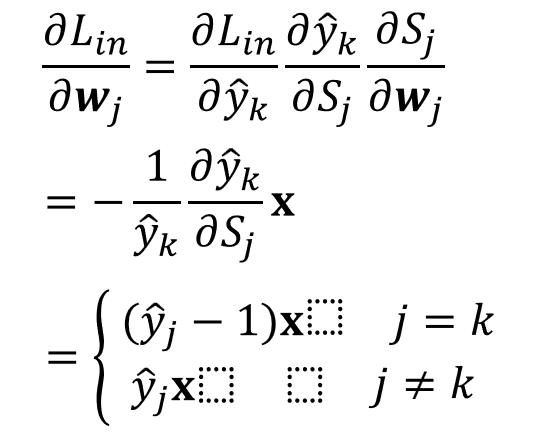 ∂L_in/∂w_j = ∂L_in/∂ŷ_k ∂ŷ_k/∂S_j ∂S_j/∂w_j
= − 1/ŷ_k ∂ŷ_k/∂S_j x
= { (ŷ_j − 1)x⬚ j = k
ŷ_j x⬚ ⬚ j ≠ k